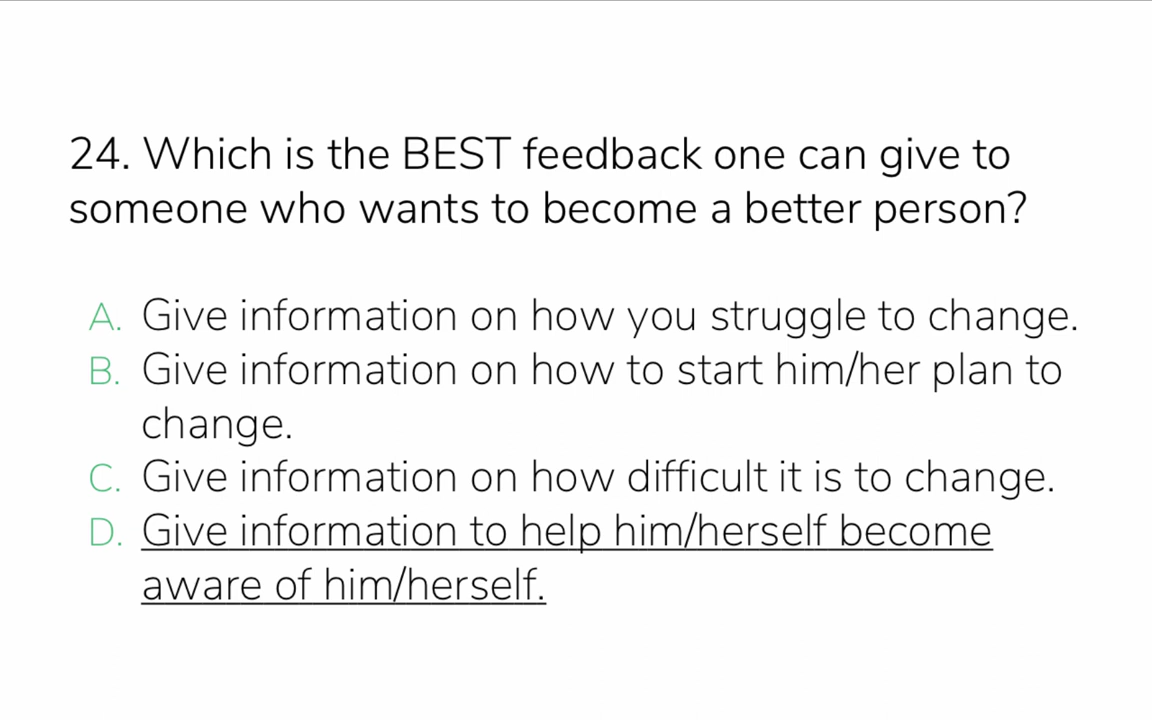 24. Which is the BEST feedback one can give to
someone who wants to become a better person?
A. Give information on how you struggle to change.
B. Give information on how to start him/her plan to
change.
C. Give information on how difficult it is to change.
D. Give information to help him/herself become
aware of him/herself.